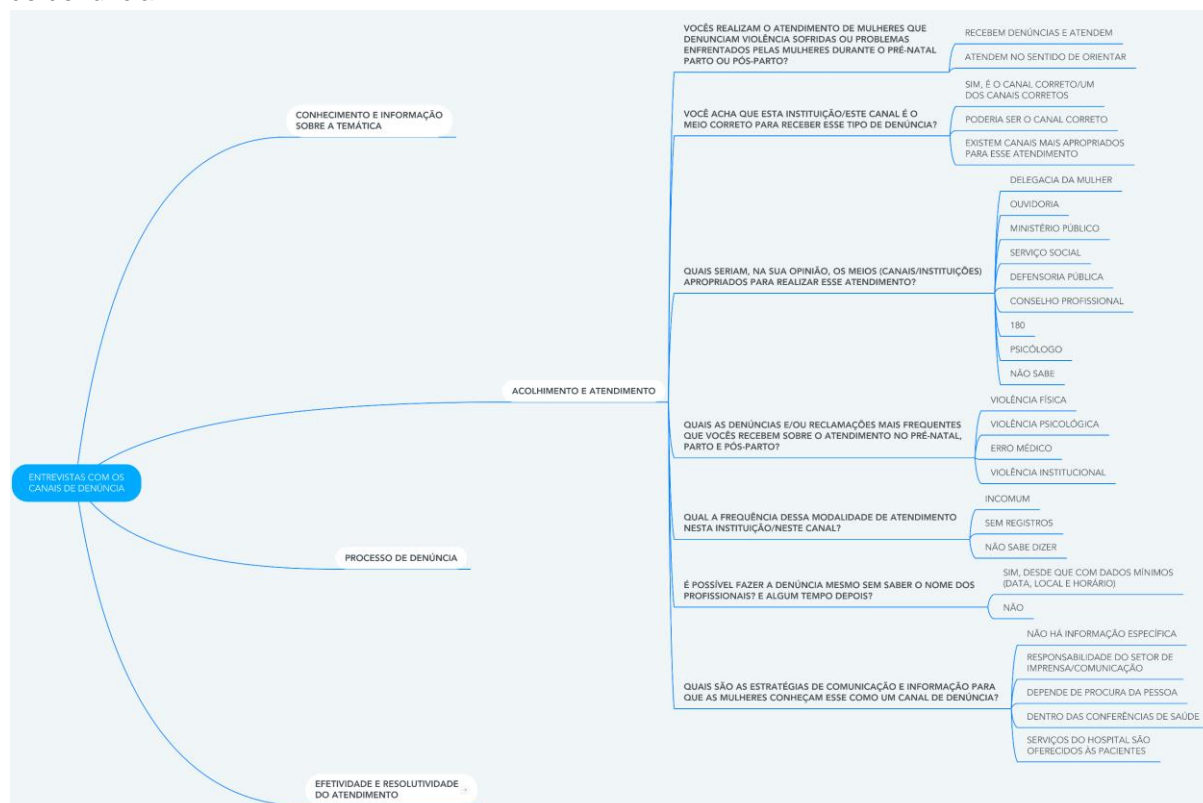 VOCÊS REALIZAM O ATENDIMENTO DE MULHERES QUE
DENUNCIAM VIOLÊNCIA SOFRIDAS OU PROBLEMAS
ENFRENTADOS PELAS MULHERES DURANTE O PRÉ-NATAL
PARTO OU PÓS-PARTO?
RECEBEM DENÚNCIAS E ATENDEM
ATENDEM NO SENTIDO DE ORIENTAR
CONHECIMENTO E INFORMAÇÃO
SOBRE A TEMÁTICA
VOCÊ ACHA QUE ESTA INSTITUIÇÃO/ESTE CANAL É O
MEIO CORRETO PARA RECEBER ESSE TIPO DE DENÚNCIA?
SIM, É O CANAL CORRETO/UM
DOS CANAIS CORRETOS
PODERIA SER O CANAL CORRETO
EXISTEM CANAIS MAIS APROPRIADOS
PARA ESSE ATENDIMENTO
QUAIS SERIAM, NA SUA OPINIÃO, OS MEIOS (CANAIS/INSTITUIÇÕES)
APROPRIADOS PARA REALIZAR ESSE ATENDIMENTO?
DELEGACIA DA MULHER
OUVIDORIA
MINISTÉRIO PÚBLICO
SERVIÇO SOCIAL
DEFENSORIA PÚBLICA
CONSELHO PROFISSIONAL
180
PSICÓLOGO
NÃO SABE
ACOLHIMENTO E ATENDIMENTO
QUAIS AS DENÚNCIAS E/OU RECLAMAÇÕES MAIS FREQUENTES
QUE VOCÊS RECEBEM SOBRE O ATENDIMENTO NO PRÉ-NATAL,
PARTO E PÓS-PARTO?
VIOLÊNCIA FÍSICA
VIOLÊNCIA PSICOLÓGICA
ERRO MÉDICO
VIOLÊNCIA INSTITUCIONAL
ENTREVISTAS COM OS
CANAIS DE DENÚNCIA
QUAL A FREQUÊNCIA DESSA MODALIDADE DE ATENDIMENTO
NESTA INSTITUIÇÃO/NESTE CANAL?
INCOMUM
SEM REGISTROS
NÃO SABE DIZER
PROCESSO DE DENÚNCIA
É POSSÍVEL FAZER A DENÚNCIA MESMO SEM SABER O NOME DOS
PROFISSIONAIS? E ALGUM TEMPO DEPOIS?
SIM, DESDE QUE COM DADOS MÍNIMOS
(DATA, LOCAL E HORÁRIO)
NÃO
QUAIS SÃO AS ESTRATÉGIAS DE COMUNICAÇÃO E INFORMAÇÃO PARA
QUE AS MULHERES CONHEÇAM ESSE COMO UM CANAL DE DENÚNCIA?
NÃO HÁ INFORMAÇÃO ESPECÍFICA
RESPONSABILIDADE DO SETOR DE
IMPRENSA/COMUNICAÇÃO
DEPENDE DE PROCURA DA PESSOA
DENTRO DAS CONFERÊNCIAS DE SAÚDE
SERVIÇOS DO HOSPITAL SÃO
OFERECIDOS ÀS PACIENTES
EFETIVIDADE E RESOLUTIVIDADE
DO ATENDIMENTO